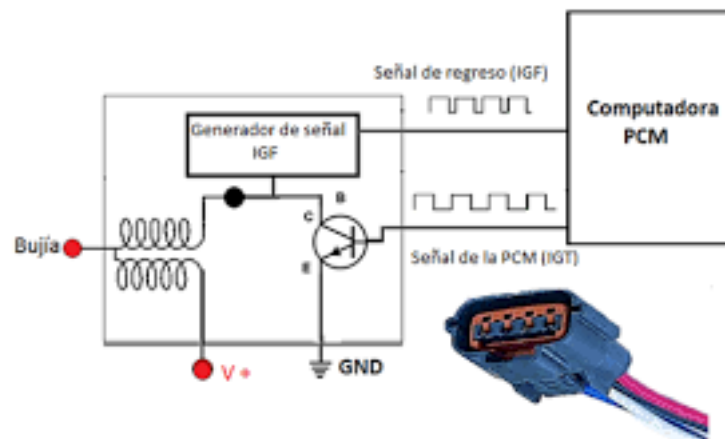 Señal de regreso (IGF)
Computadora
PCM
Generador de señal
IGF
B
C
Bujía
E
Señal de la PCM (IGT)
V +
GND